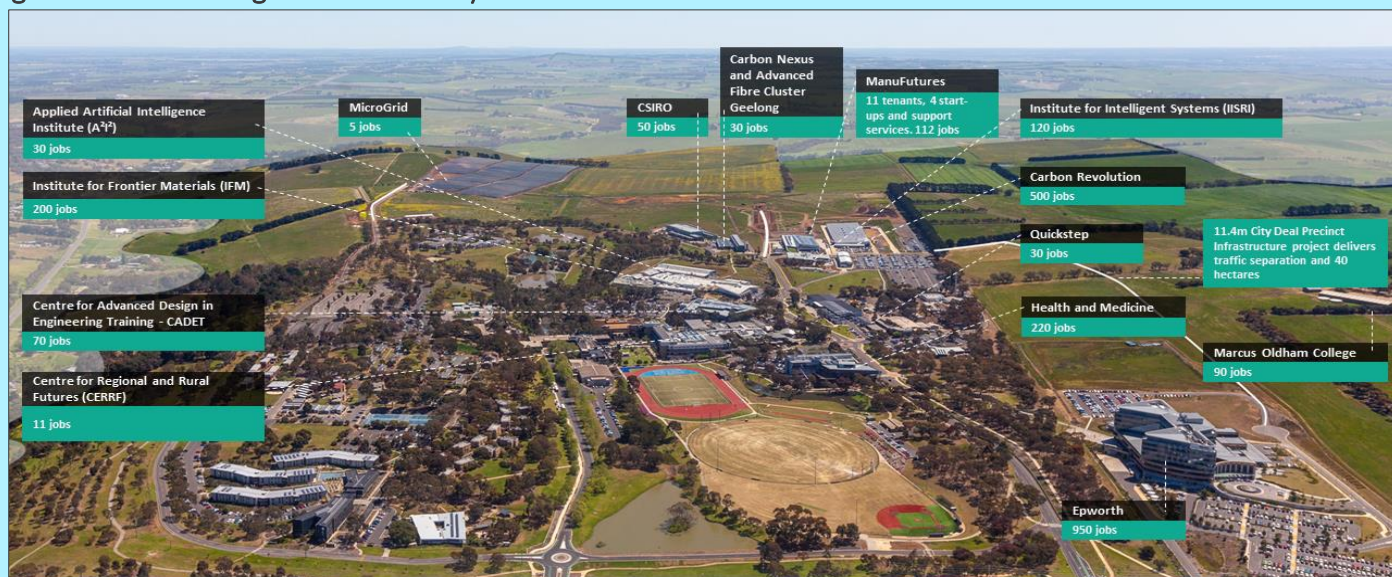 Applied Artificial Intelligence
Institute (A²I²)
30 jobs
MicroGrid
5 jobs
CSIRO
50 jobs
Carbon Nexus
and Advanced
Fibre Cluster
Geelong
30 jobs
ManuFutures
11 tenants, 4 start-
ups and support
services. 112 jobs
Institute for Intelligent Systems (IISRI)
120 jobs
Institute for Frontier Materials (IFM)
200 jobs
Carbon Revolution
500 jobs
Quickstep
30 jobs
11.4m City Deal Precinct
Infrastructure project delivers
traffic separation and 40
hectares
Centre for Advanced Design in
Engineering Training - CADET
70 jobs
Health and Medicine
220 jobs
Marcus Oldham College
90 jobs
Centre for Regional and Rural
Futures (CERRF)
11 jobs
Epworth
950 jobs